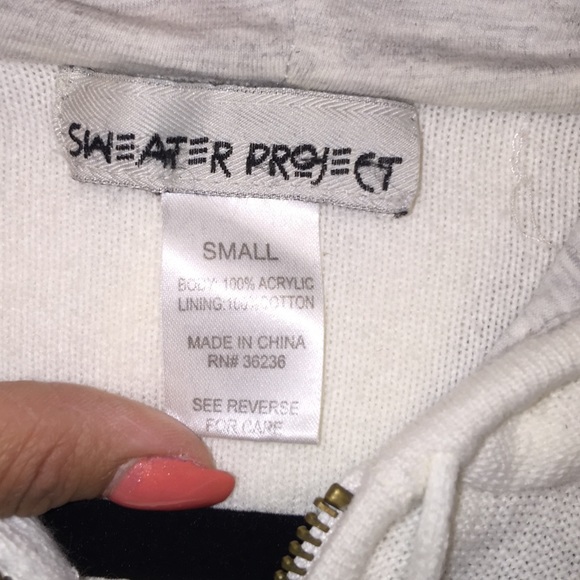 SWEATER PROJECT
SMALL
BODY: 100% ACRYLIC
LINING:100% COTTON
MADE IN CHINA
RN# 36236
SEE REVERSE
FOR CARE